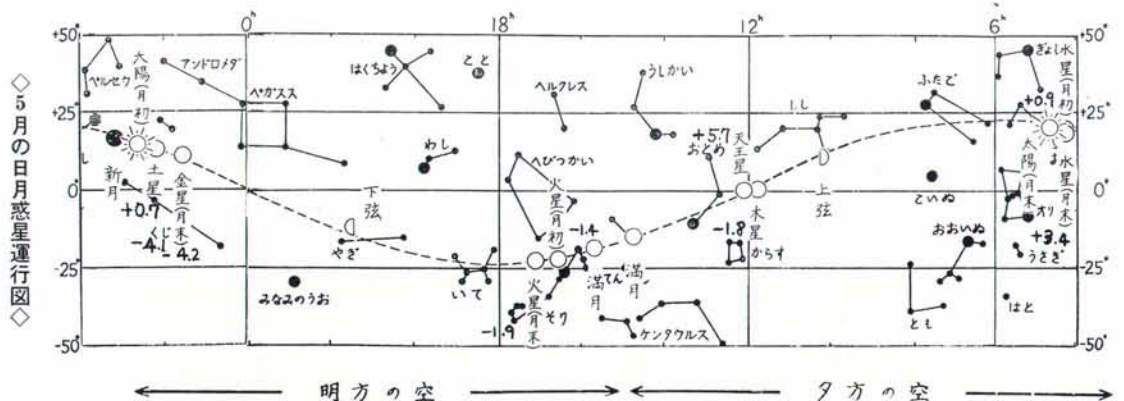 ◇5月の日月惑星運行図◇
0ʰ 18ʰ 12ʰ 6ʰ
+50°
+25°
0°
-25°
-50°
+50°
+25°
0°
-25°
-50°
ペルセウ
太陽(月初)
アンドロメダ
ペガスス
はくちょう
こと
ヘルクレス
うしかい
しし
ふたご
ぎょし
水星(月初)
+0.9
新月
土星
+0.7
金星(月末)
-4.1
-4.2
くじ
下弦
やぎ
みなみのうお
わし
いて
へびつかい
火星(月初)
-1.4
火星(月末)
-1.9
そり
満月
てん
満月
ケンタウルス
+5.7
おとめ
天王星
木星
-1.8
からす
上弦
こいぬ
おおいぬ
とも
太陽(月末)
水星(月末)
オリ
+3.4
うさぎ
はと
明方の空
夕方の空